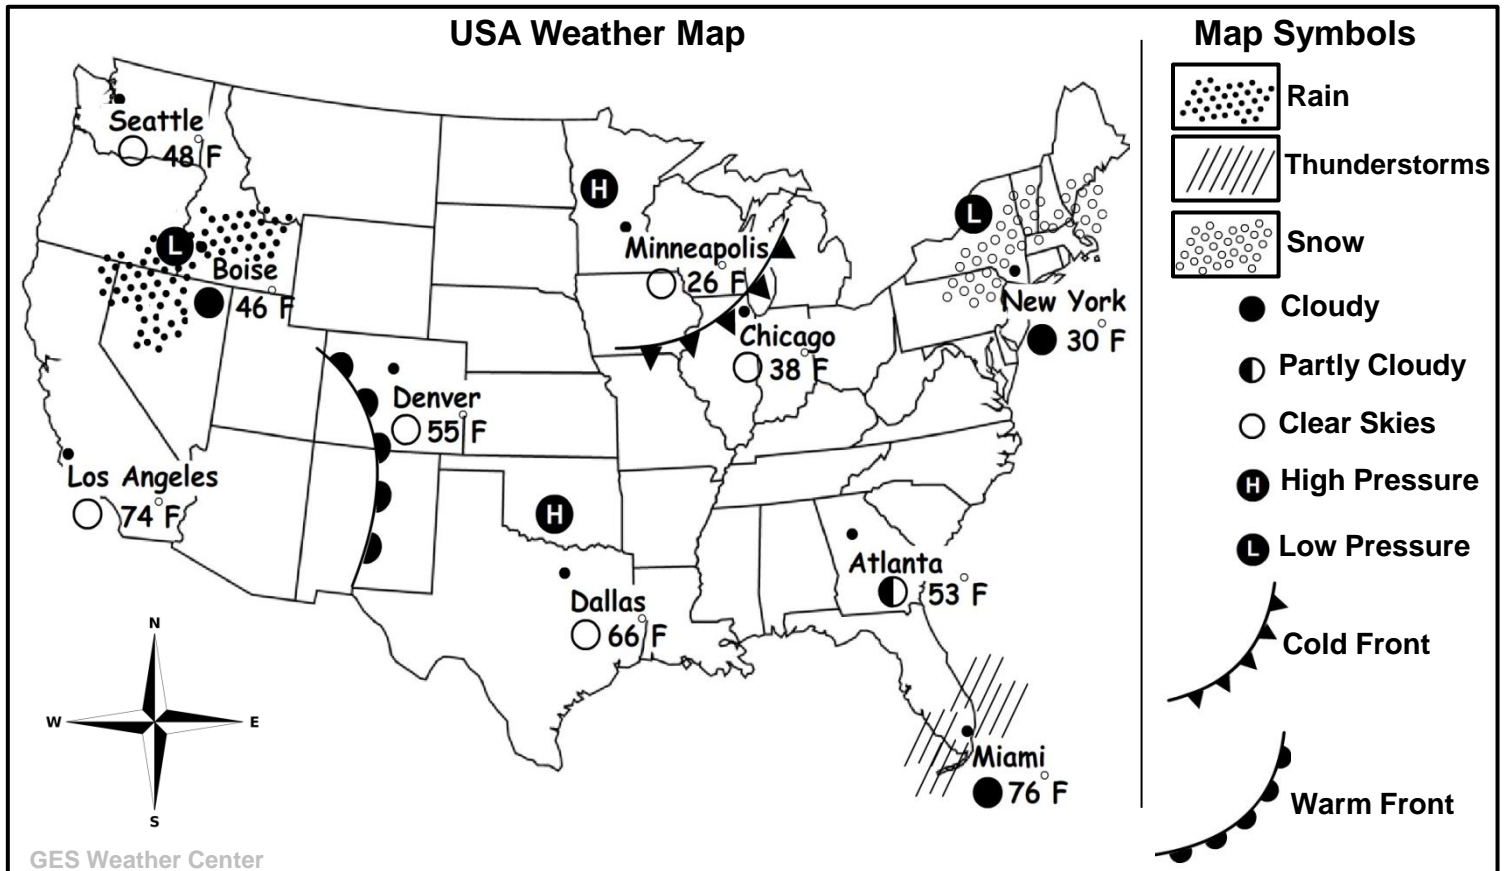 USA Weather Map
Map Symbols
Rain
Thunderstorms
Snow
Cloudy
Partly Cloudy
Clear Skies
H High Pressure
L Low Pressure
Cold Front
Warm Front
Seattle
48°F
H
L
Minneapolis
26°F
L
Boise
46°F
New York
30°F
Chicago
38°F
Denver
55°F
Los Angeles
74°F
H
Atlanta
53°F
Dallas
66°F
Miami
76°F
N
W E
S
GES Weather Center